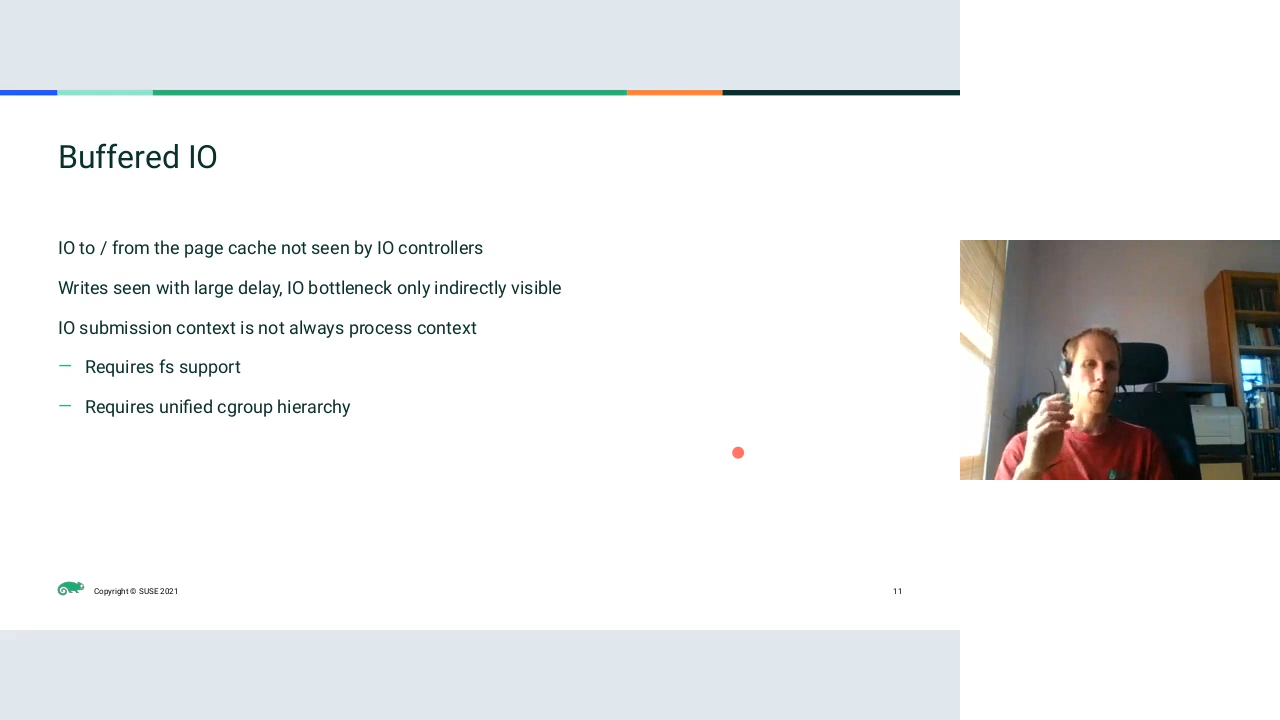 Buffered IO
IO to / from the page cache not seen by IO controllers
Writes seen with large delay, IO bottleneck only indirectly visible
IO submission context is not always process context
— Requires fs support
— Requires unified cgroup hierarchy
Copyright © SUSE 2021
11